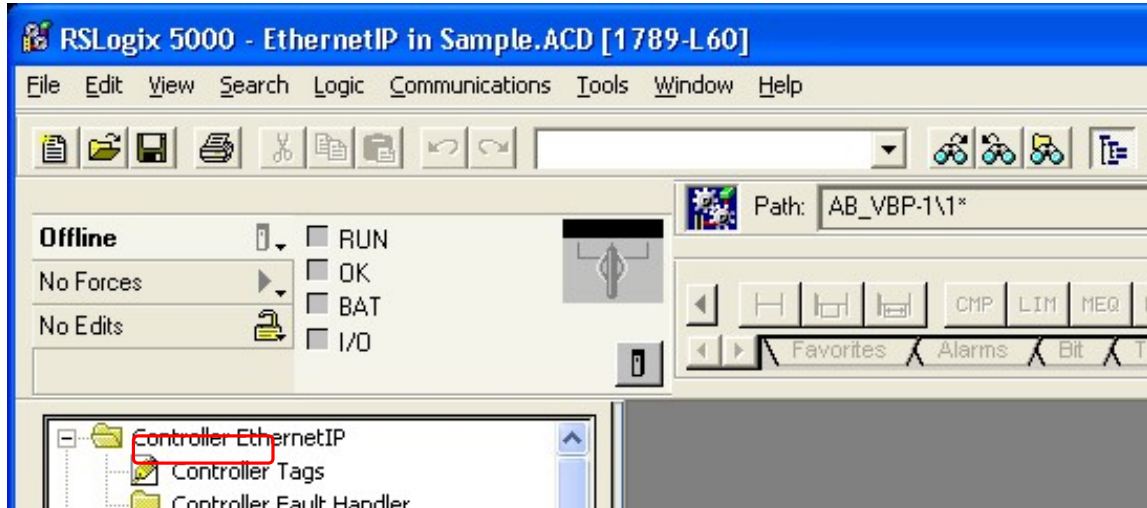 RSLogix 5000 - EthernetIP in Sample.ACD [1789-L60]
File Edit View Search Logic Communications Tools Window Help
Path: AB_VBP-1\1*
Offline
RUN
No Forces
OK
BAT
No Edits
I/O
CMP LIM MEQ
Favorites Alarms Bit
Controller EthernetIP
Controller Tags
Controller Fault Handler